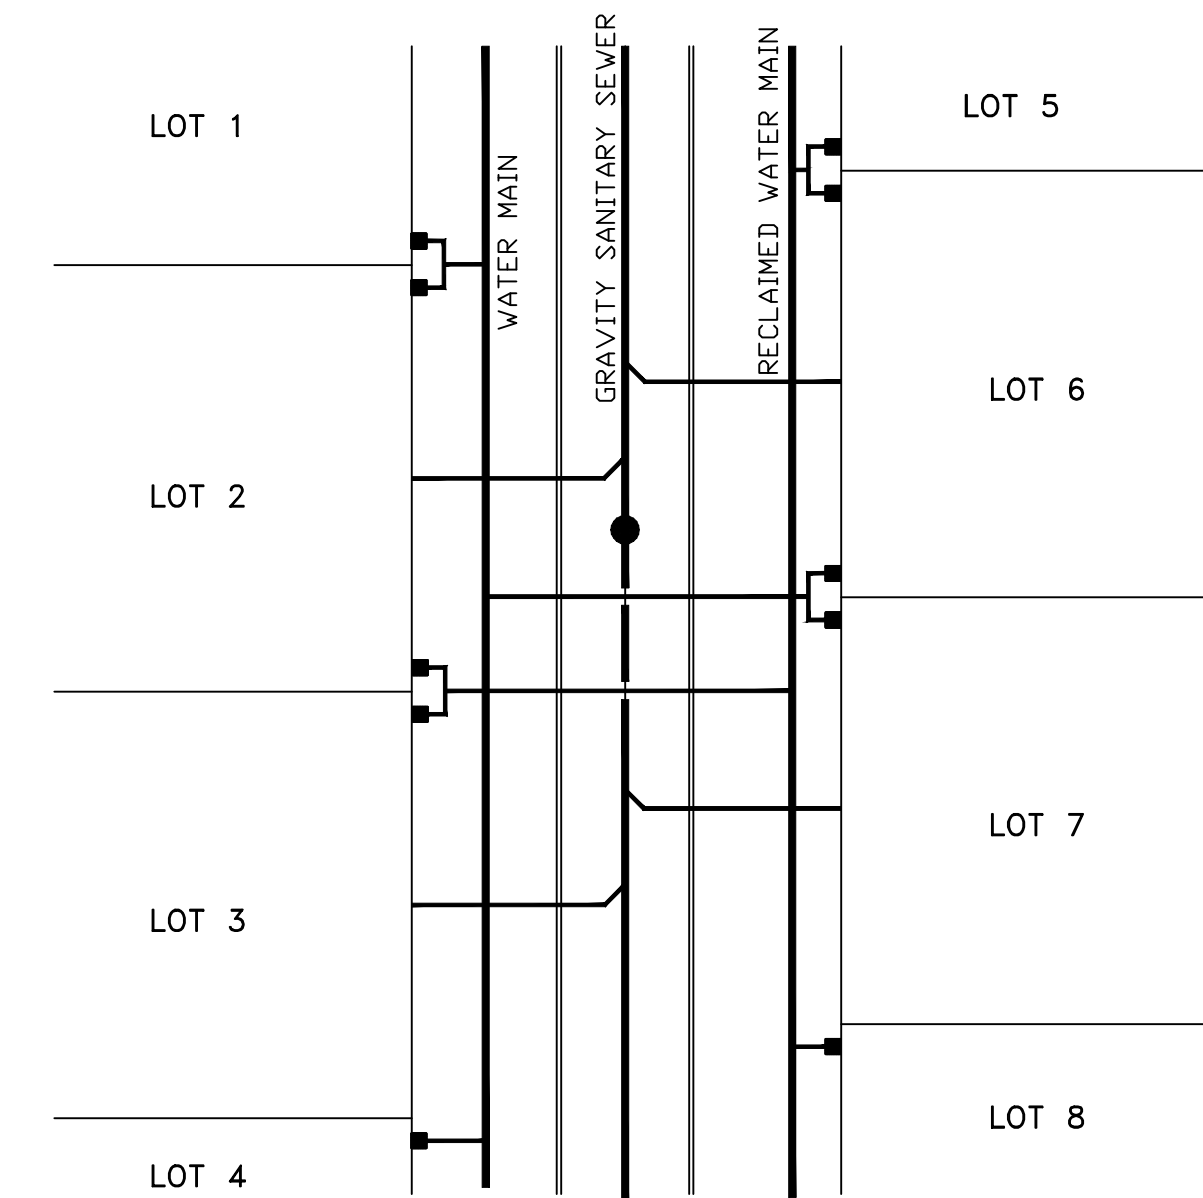 LOT 1
LOT 2
LOT 3
LOT 4
WATER MAIN
GRAVITY SANITARY SEWER
RECLAIMED WATER MAIN
LOT 5
LOT 6
LOT 7
LOT 8